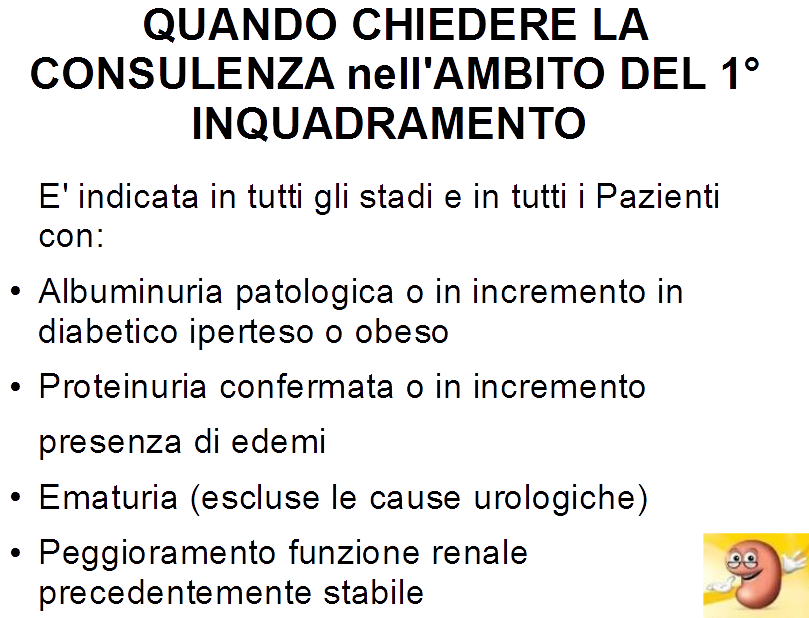 QUANDO CHIEDERE LA
CONSULENZA nell'AMBITO DEL 1°
INQUADRAMENTO
E' indicata in tutti gli stadi e in tutti i Pazienti
con:
• Albuminuria patologica o in incremento in
diabetico iperteso o obeso
• Proteinuria confermata o in incremento
presenza di edemi
• Ematuria (escluse le cause urologiche)
• Peggioramento funzione renale
precedentemente stabile